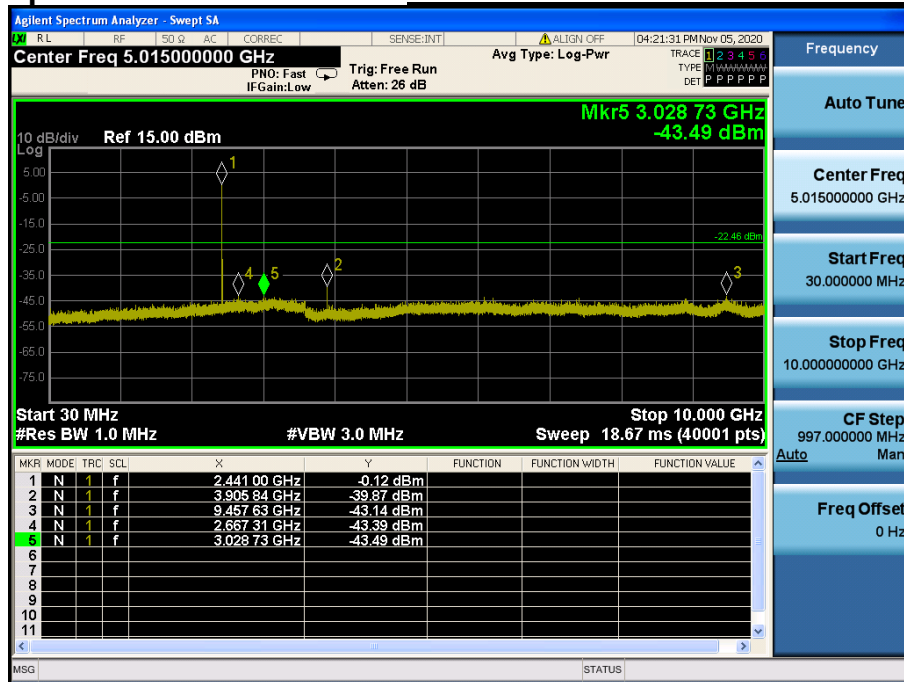 Agilent Spectrum Analyzer - Swept SA
LXI RL RF 50 Ω AC CORREC SENSE:INT ALIGN OFF 04:21:31 PM Nov 05, 2020
Center Freq 5.015000000 GHz
PNO: Fast
IFGain:Low
Trig: Free Run
Atten: 26 dB
Avg Type: Log-Pwr
TRACE 1 2 3 4 5 6
TYPE M W W W W W
DET P P P P P P
Mkr5 3.028 73 GHz
-43.49 dBm
10 dB/div Ref 15.00 dBm
Log
5.00
-5.00
-15.0
-25.0
-35.0
-45.0
-55.0
-65.0
-75.0
1
-22.46 dBm
4 5 2 3
Start 30 MHz Stop 10.000 GHz
#Res BW 1.0 MHz #VBW 3.0 MHz Sweep 18.67 ms (40001 pts)
MKR MODE TRC SCL X Y FUNCTION FUNCTION WIDTH FUNCTION VALUE
1 N 1 f 2.441 00 GHz -0.12 dBm
2 N 1 f 3.905 84 GHz -39.87 dBm
3 N 1 f 9.457 63 GHz -43.14 dBm
4 N 1 f 2.667 31 GHz -43.39 dBm
5 N 1 f 3.028 73 GHz -43.49 dBm
6
7
8
9
10
11
MSG STATUS
Frequency
Auto Tune
Center Freq
5.015000000 GHz
Start Freq
30.000000 MHz
Stop Freq
10.000000000 GHz
CF Step
997.000000 MHz
Auto Man
Freq Offset
0 Hz